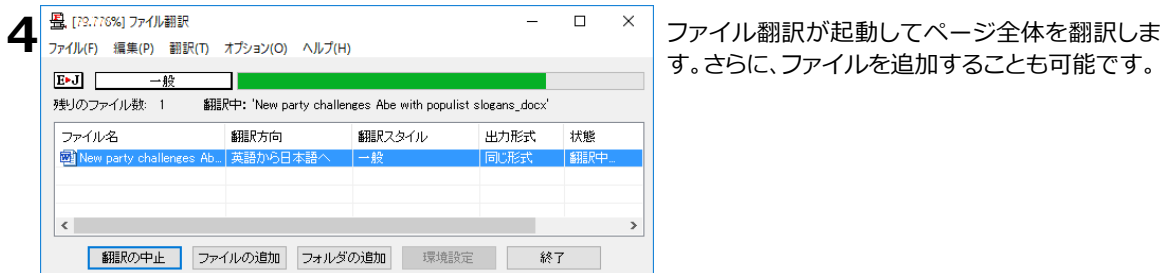 4
[79.776%] ファイル翻訳
ファイル(F) 編集(P) 翻訳(T) オプション(O) ヘルプ(H)
E▸J 一般
残りのファイル数: 1 翻訳中: 'New party challenges Abe with populist slogans_docx'
ファイル名 翻訳方向 翻訳スタイル 出力形式 状態
New party challenges Ab... 英語から日本語へ 一般 同じ形式 翻訳中...
翻訳の中止 ファイルの追加 フォルダの追加 環境設定 終了
ファイル翻訳が起動してページ全体を翻訳しま
す。さらに、ファイルを追加することも可能です。